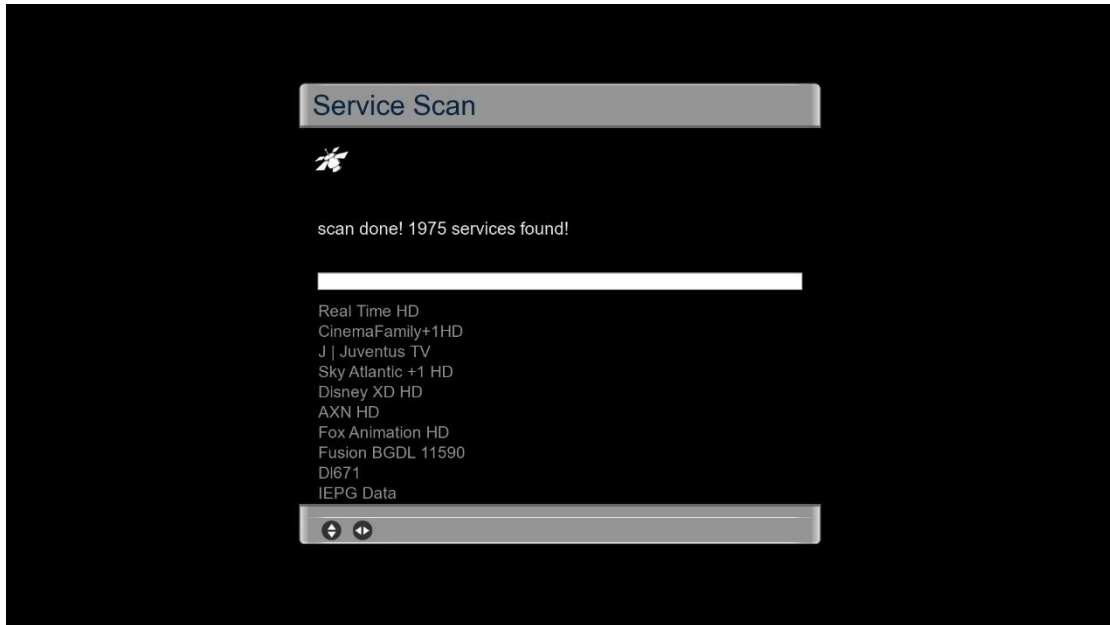 Service Scan
scan done! 1975 services found!
Real Time HD
CinemaFamily+1HD
J | Juventus TV
Sky Atlantic +1 HD
Disney XD HD
AXN HD
Fox Animation HD
Fusion BGDL 11590
Dl671
IEPG Data